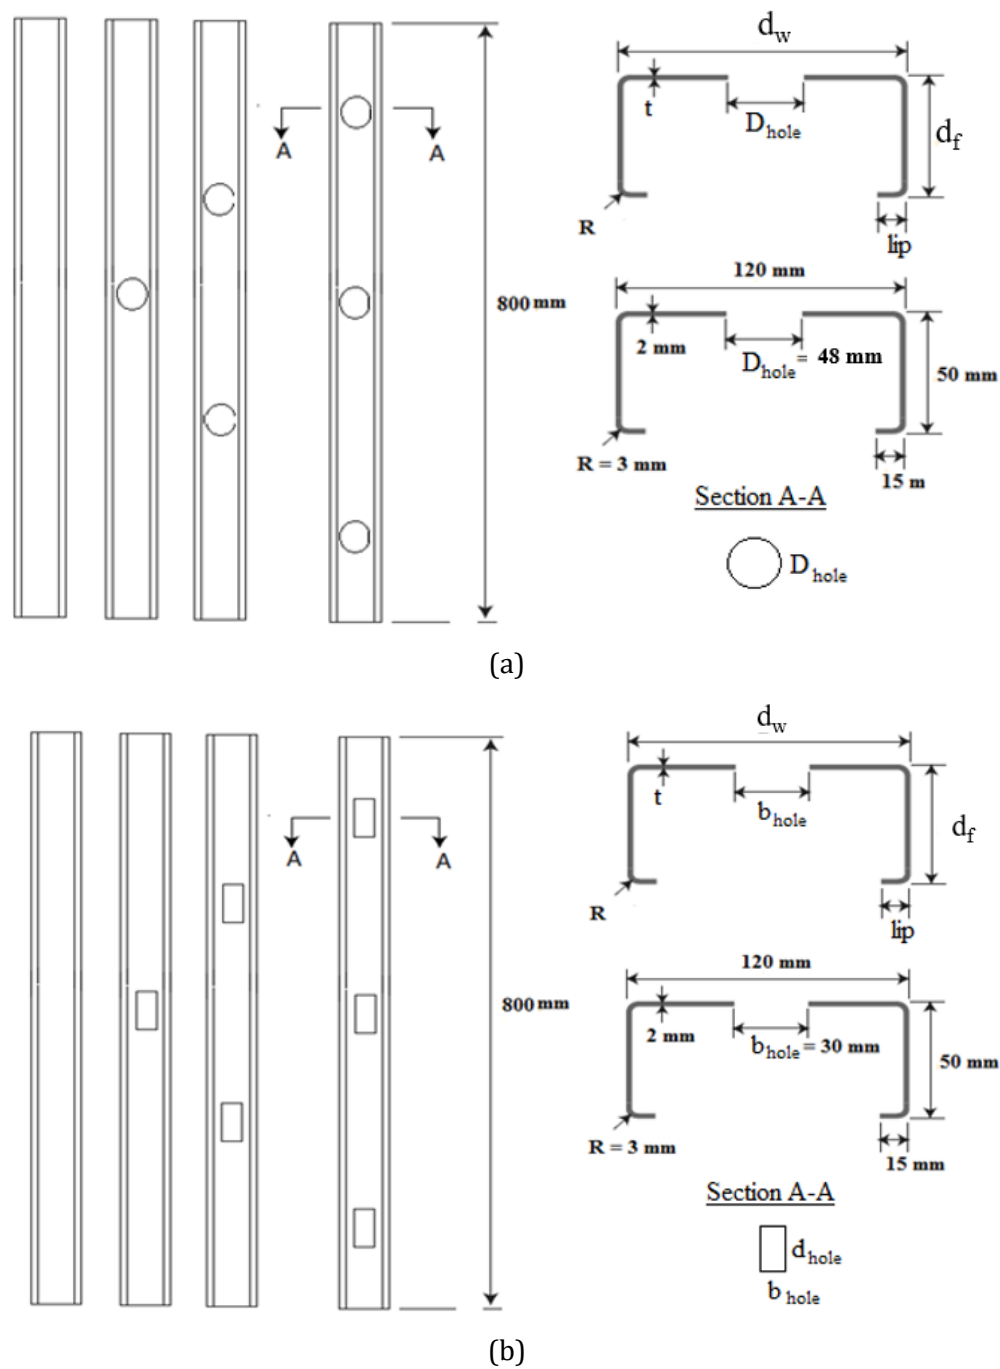 d_w
t
D_hole
d_f
R
lip
A
A
120 mm
800 mm
2 mm
D_hole = 48 mm
50 mm
R = 3 mm
15 m
Section A-A
D_hole
(a)
d_w
t
b_hole
d_f
A
A
R
lip
120 mm
800 mm
2 mm
b_hole = 30 mm
50 mm
R = 3 mm
15 mm
Section A-A
d_hole
b_hole
(b)